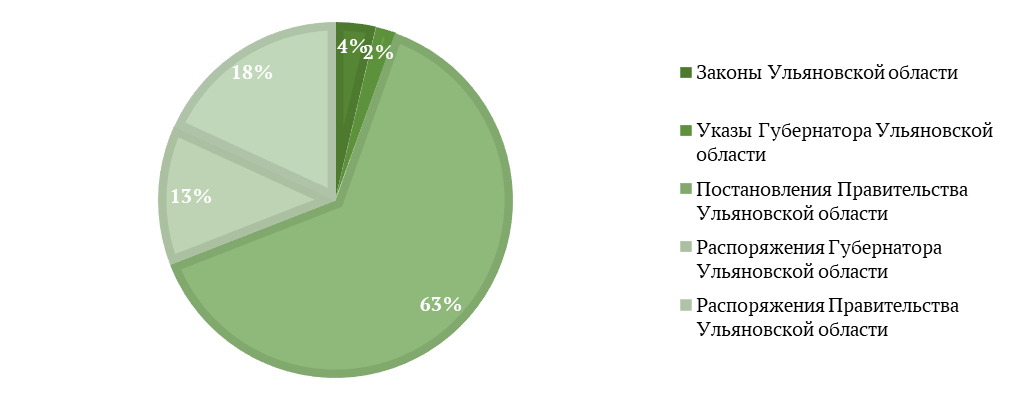 4%
2%
18%
13%
63%
Законы Ульяновской области
Указы Губернатора Ульяновской
области
Постановления Правительства
Ульяновской области
Распоряжения Губернатора
Ульяновской области
Распоряжения Правительства
Ульяновской области